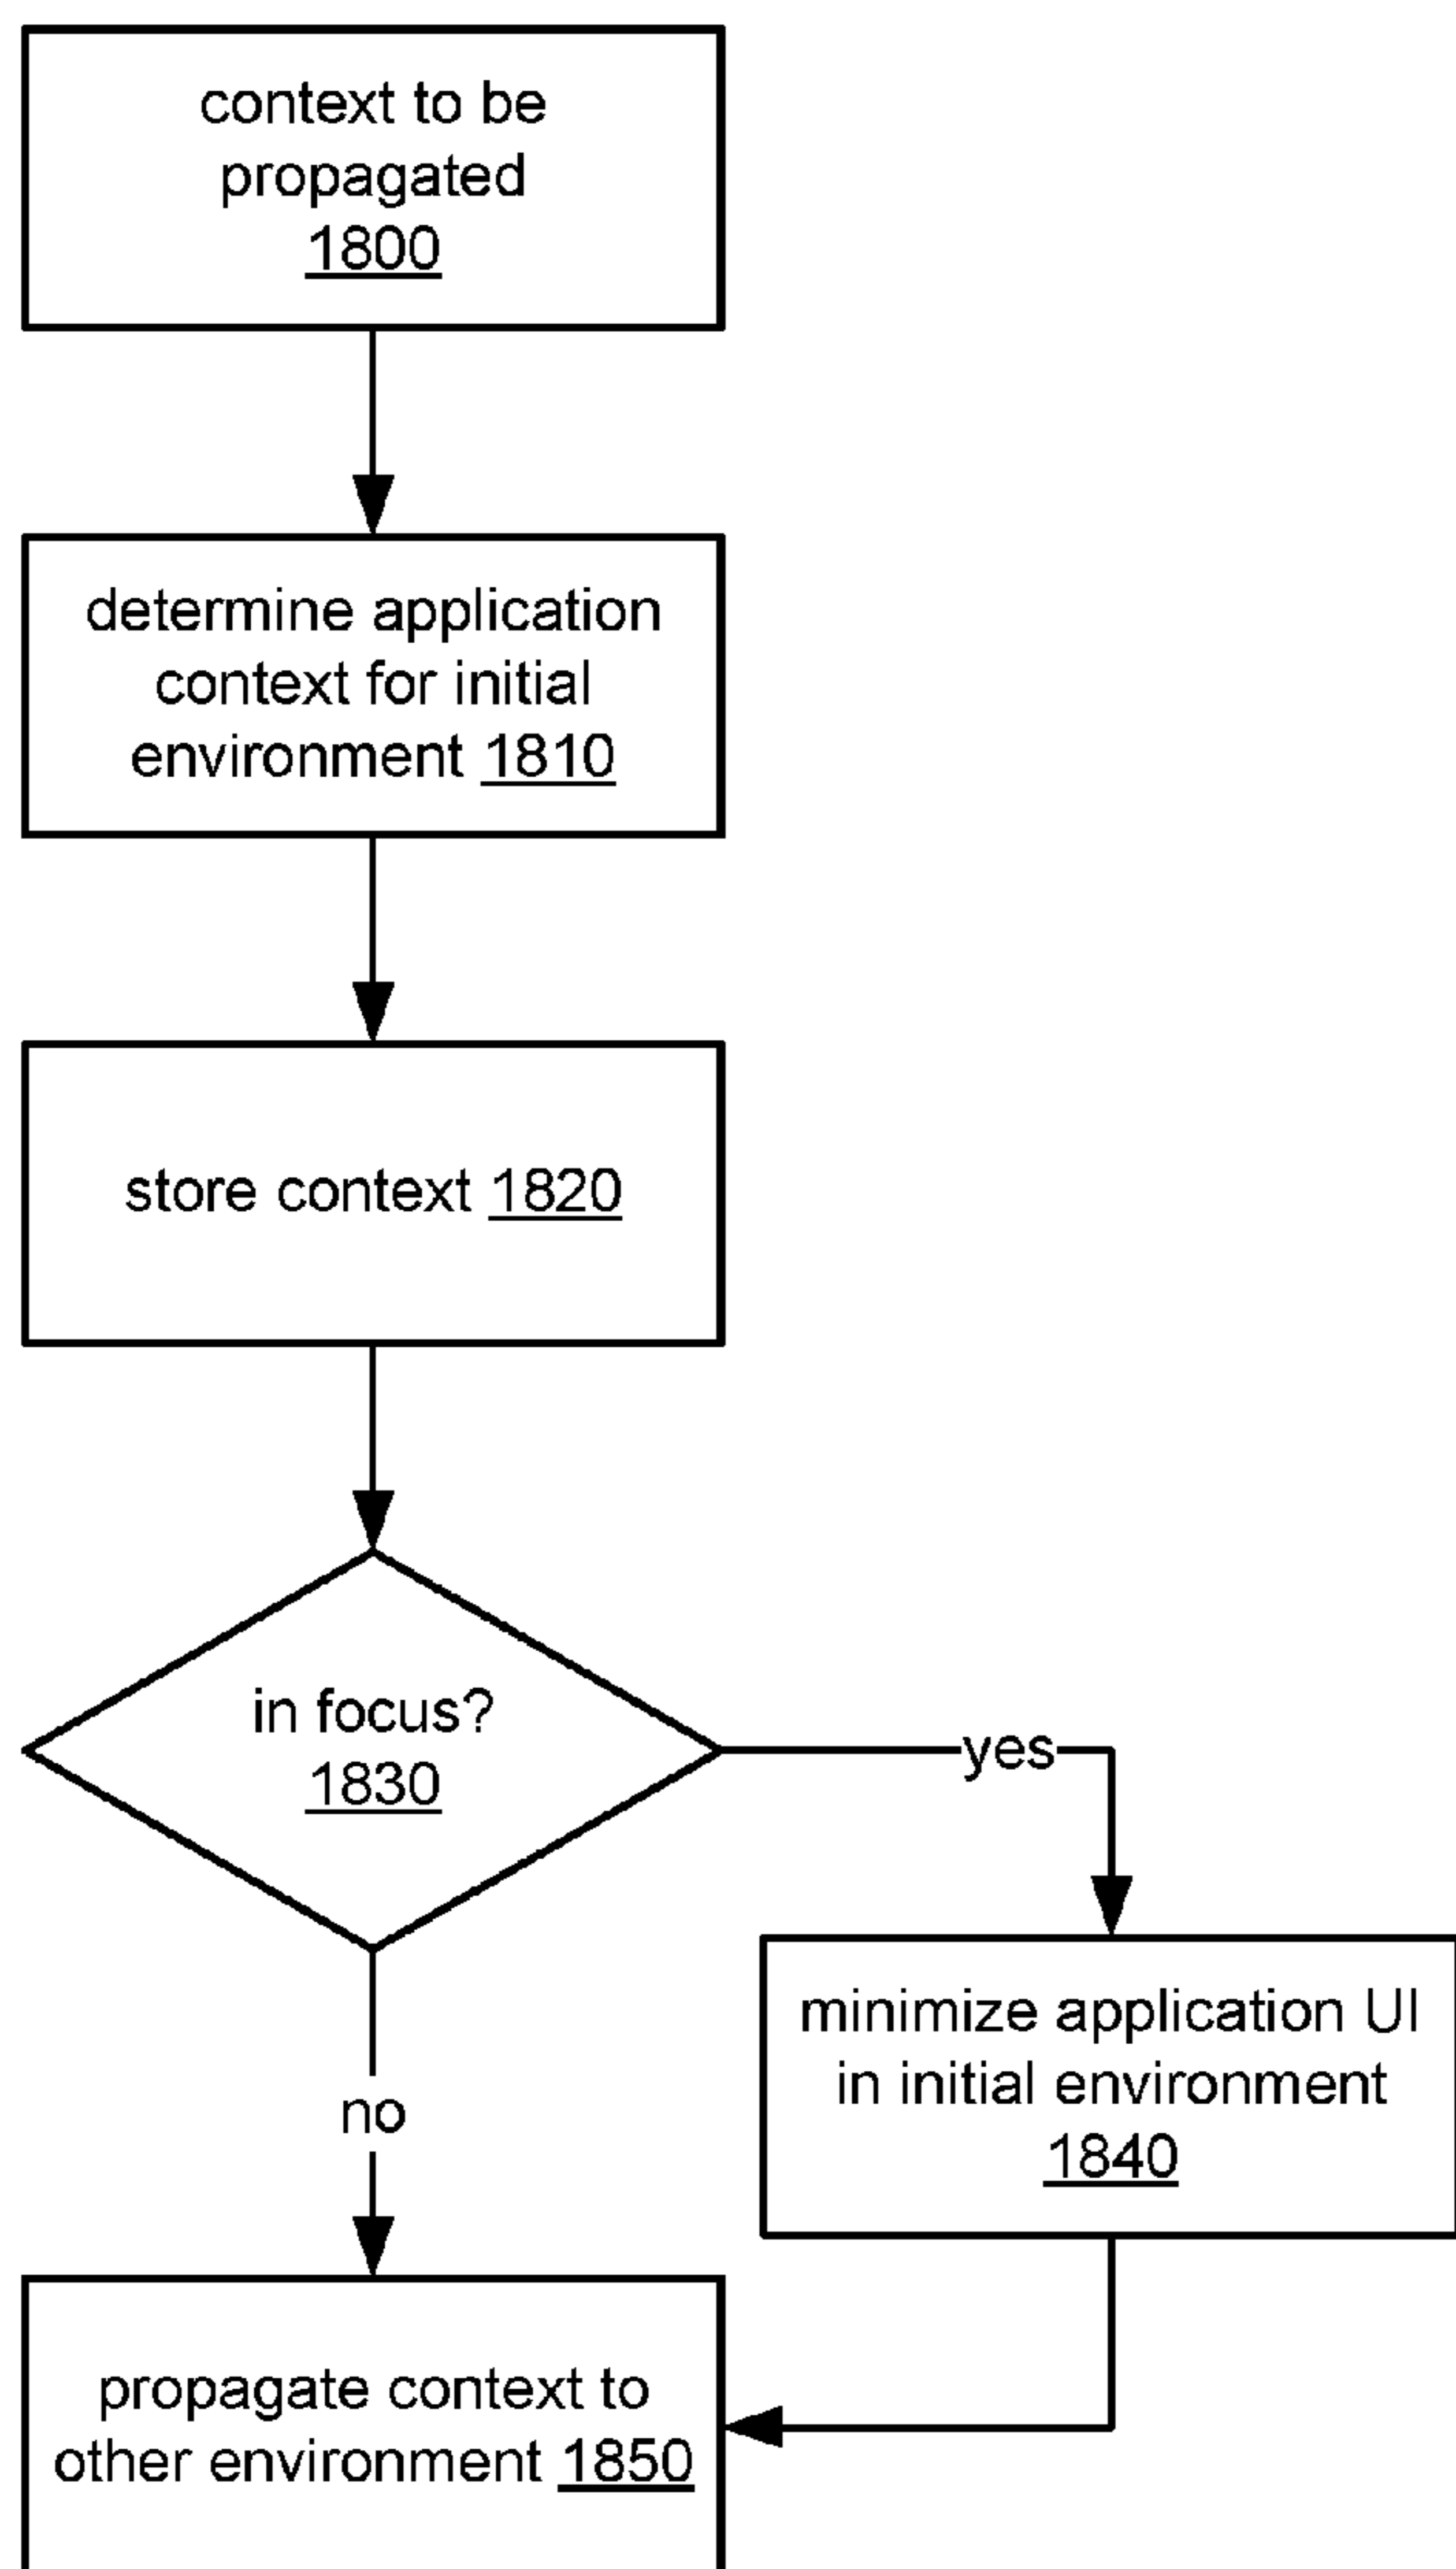 context to be
propagated
1800
determine application
context for initial
environment 1810
store context 1820
in focus?
1830
yes
minimize application UI
in initial environment
1840
no
propagate context to
other environment 1850